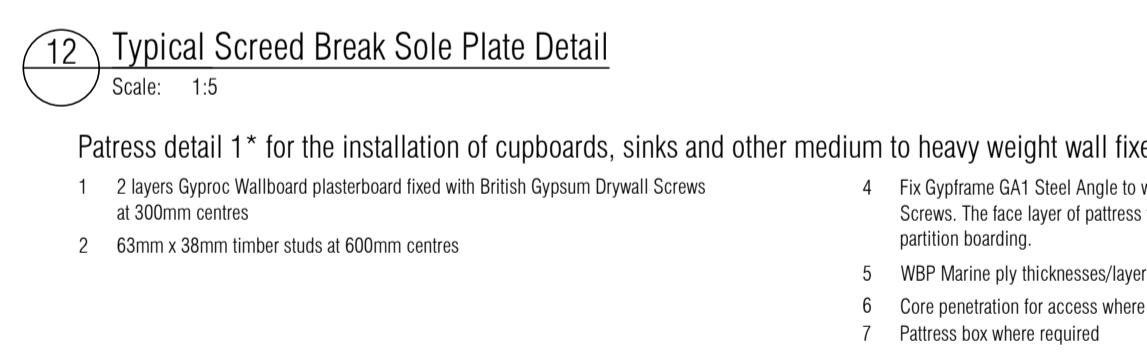 12 Typical Screed Break Sole Plate Detail
Scale: 1:5
Patress detail 1* for the installation of cupboards, sinks and other medium to heavy weight wall
1 2 layers Gyproc Wallboard plasterboard fixed with British Gypsum Drywall Screws
at 300mm centres
2 63mm x 38mm timber studs at 600mm centres
4 Fix Gypframe GA1 Steel Angle to
Screws. The face layer of pattress
partition boarding.
5 WBP Marine ply thicknesses/layer
6 Core penetration for access where
7 Pattress box where required